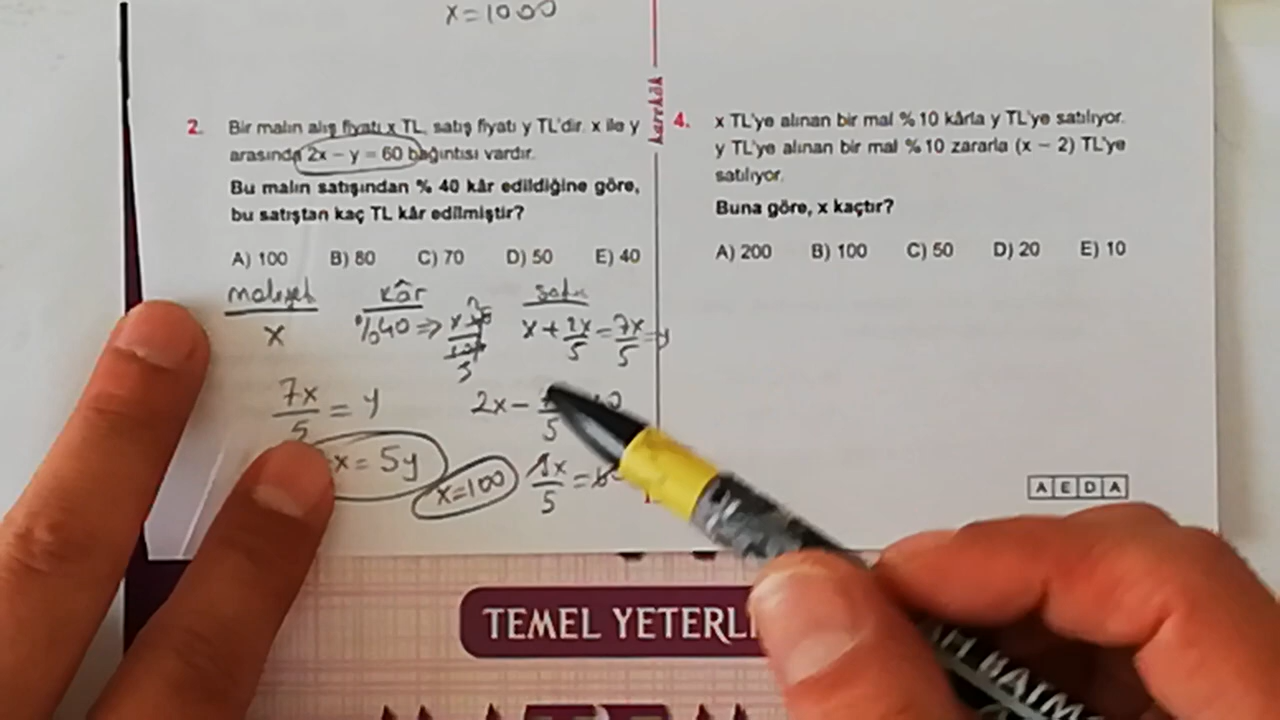 x = 1000
2. Bir malın alış fiyatı x TL, satış fiyatı y TL'dir. x ile y
arasında 2x – y = 60 bağıntısı vardır.
Bu malın satışından % 40 kâr edildiğine göre,
bu satıştan kaç TL kâr edilmiştir?
A) 100 B) 80 C) 70 D) 50 E) 40
maliyet kâr satış
x %40 ⇒ x + 2x/5 = 7x/5 = y
7x/5 = y 2x –
x = 5y x=100
karekök
4. x TL'ye alınan bir mal % 10 kârla y TL'ye satılıyor.
y TL'ye alınan bir mal % 10 zararla (x – 2) TL'ye
satılıyor.
Buna göre, x kaçtır?
A) 200 B) 100 C) 50 D) 20 E) 10
A E D A
TEMEL YETERLİ